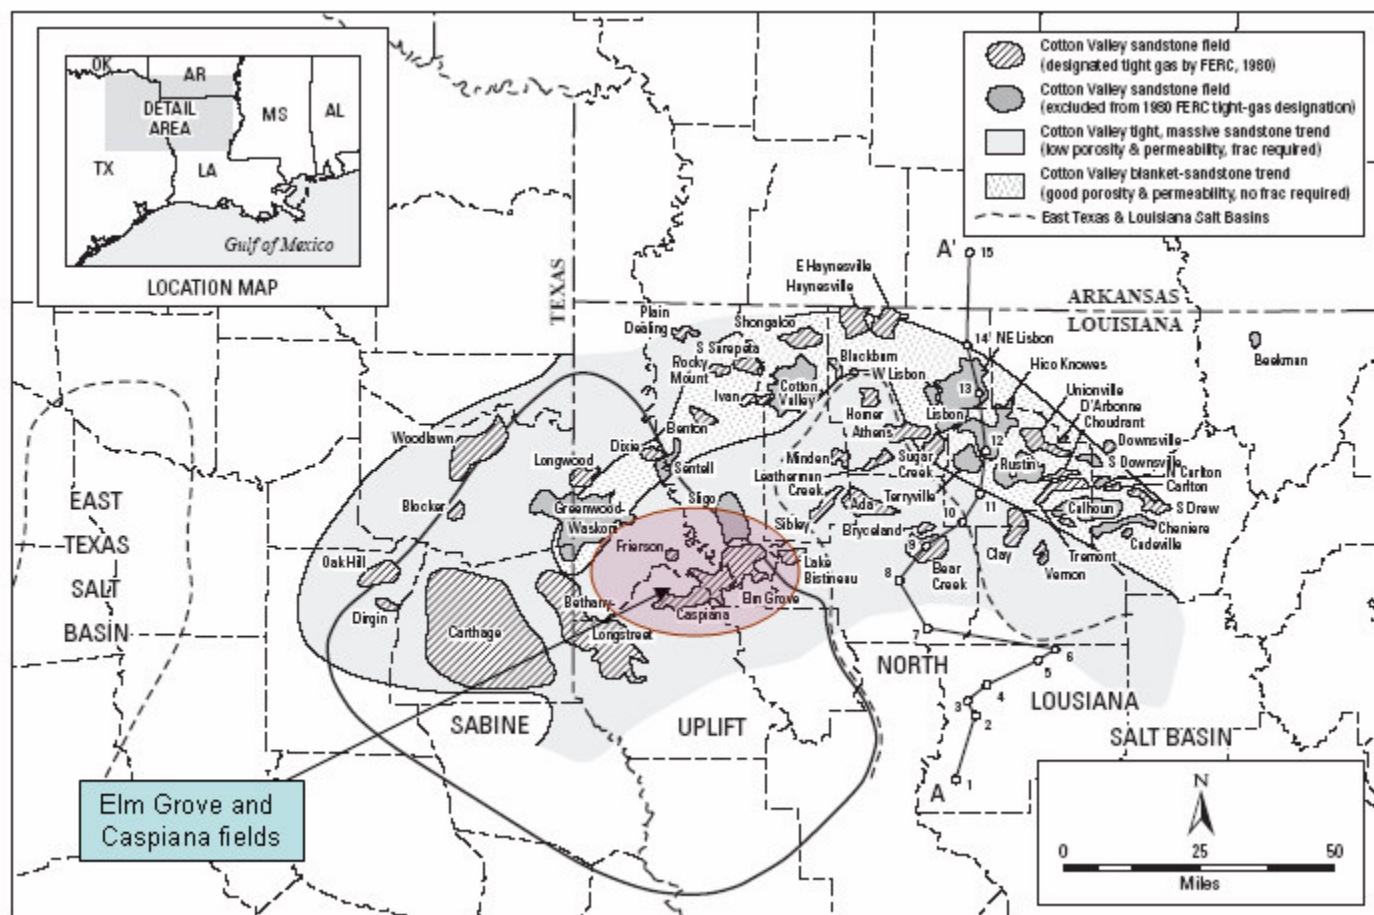 OK
AR
DETAIL
AREA
MS
AL
TX
LA
Gulf of Mexico
LOCATION MAP
Cotton Valley sandstone field
(designated tight gas by FERC, 1980)
Cotton Valley sandstone field
(excluded from 1980 FERC tight-gas designation)
Cotton Valley tight, massive sandstone trend
(low porosity & permeability, frac required)
Cotton Valley blanket-sandstone trend
(good porosity & permeability, no frac required)
East Texas & Louisiana Salt Basins
A'
15
E Haynesville
Haynesville
TEXAS
ARKANSAS
LOUISIANA
Plain
Dealing
Shongaloo
S Sarepta
Rocky
Mount
Ivan
Cotton
Valley
Blackburn
W Lisbon
14
NE Lisbon
Hico Knowes
13
Beekman
Unionville
D'Arbonne
Choudrant
Homer
Lisbon
Benton
Athens
Woodlawn
Dixie
12
Downsville
Longwood
Sentell
Minden
Sugar
Creek
Rustin
S Downsville
N Carlton
Carlton
Leatherman
Creek
Terryville
Blocker
Greenwood
Waskom
Sligo
Ada
11
Calhoun
S Drew
Sibley
Bryceland
10
Cheniere
Cadeville
EAST
TEXAS
SALT
BASIN
Frierson
9
Clay
Tremont
Oak Hill
Lake
Bistineau
Bear
Creek
Vernon
8
Dirgin
Bethany
Elm Grove
Caspiana
Carthage
Longstreet
7
6
5
NORTH
4
LOUSIANA
3
2
SABINE
UPLIFT
SALT BASIN
A
1
Elm Grove and
Caspiana fields
N
0
25
50
Miles